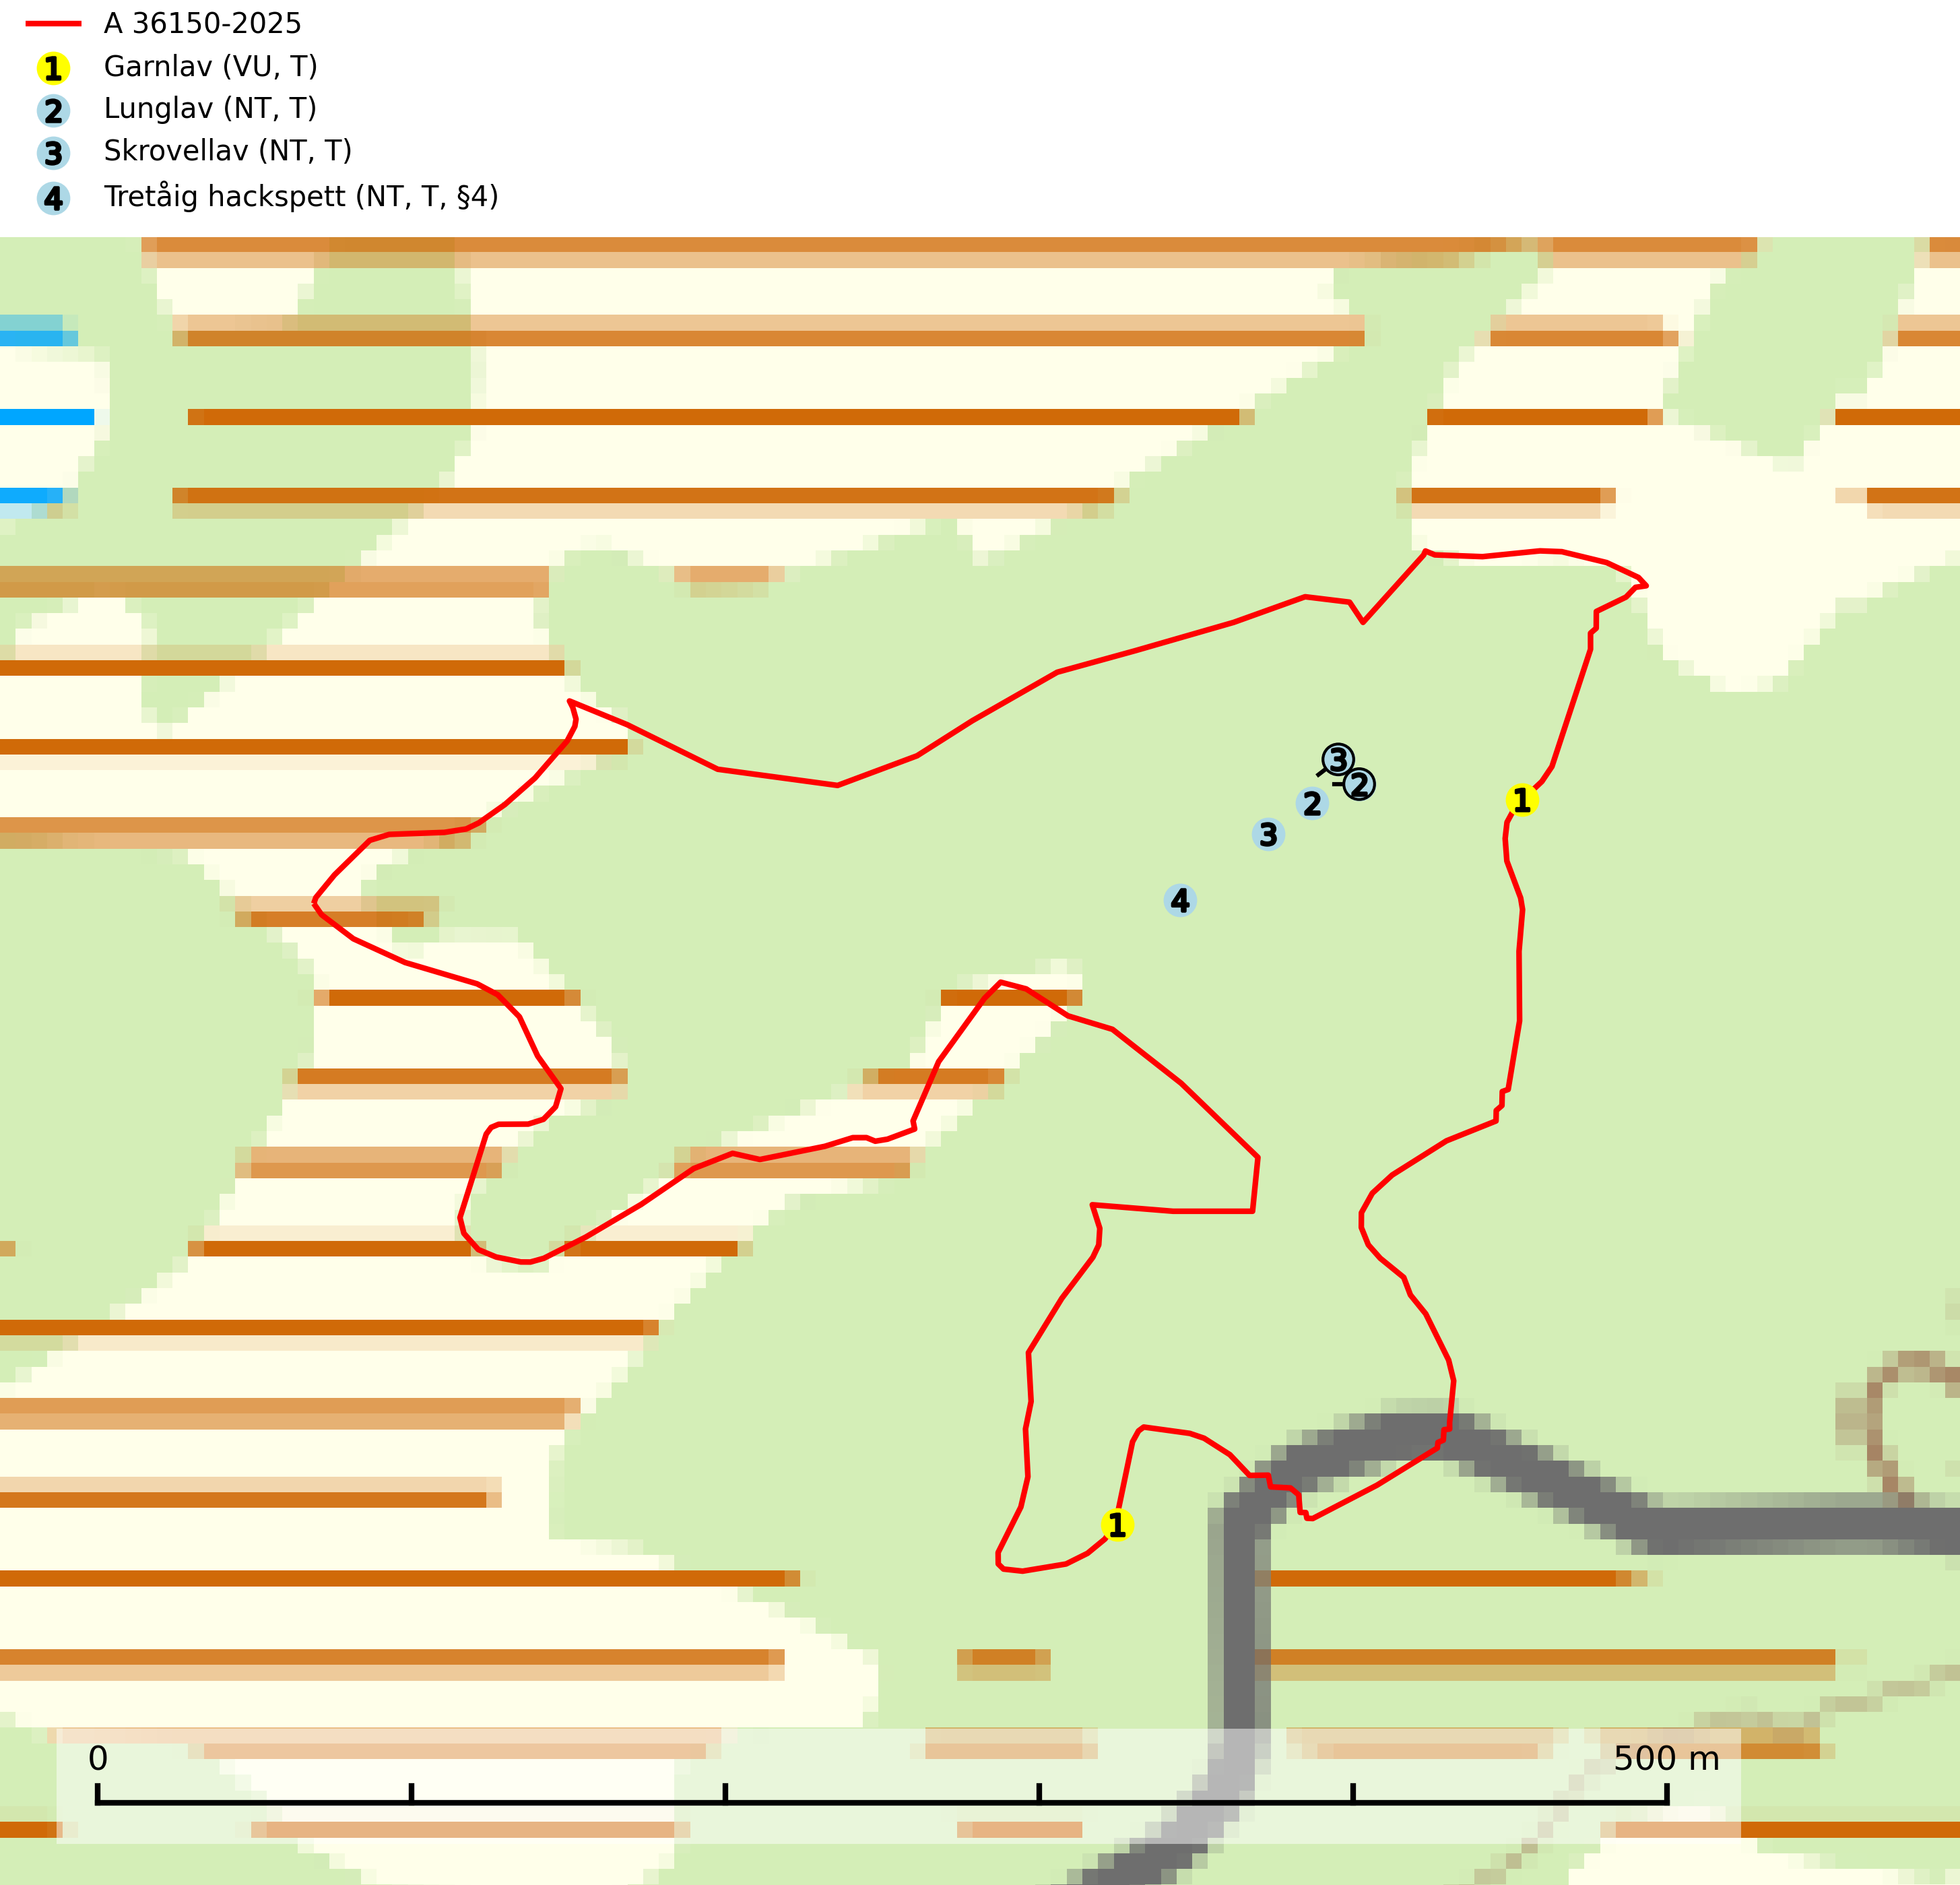 A 36150-2025
1 Garnlav (VU, T)
2 Lunglav (NT, T)
3 Skrovellav (NT, T)
4 Tretåig hackspett (NT, T, §4)
3
2
2
1
3
4
1
0 500 m